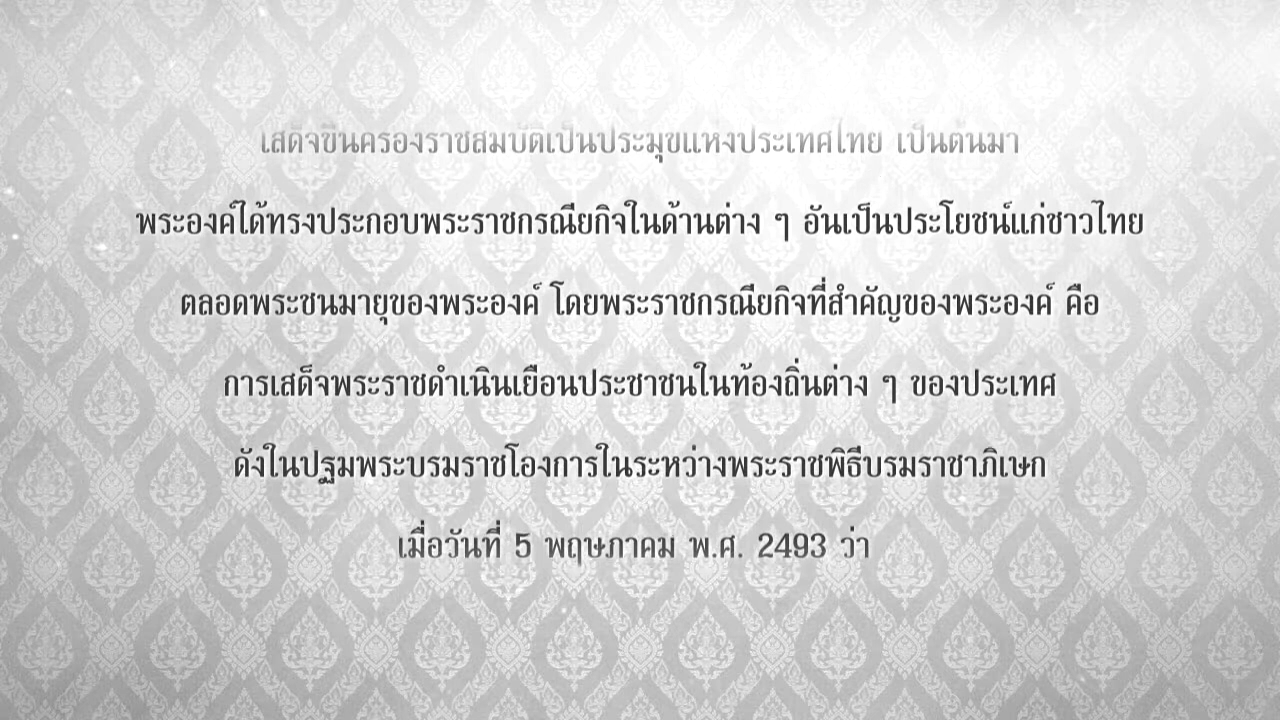 เสด็จขึ้นครองราชสมบัติเป็นประมุขแห่งประเทศไทย เป็นต้นมา
พระองค์ได้ทรงประกอบพระราชกรณียกิจในด้านต่าง ๆ อันเป็นประโยชน์แก่ชาวไทย
ตลอดพระชนมายุของพระองค์ โดยพระราชกรณียกิจที่สำคัญของพระองค์ คือ
การเสด็จพระราชดำเนินเยือนประชาชนในท้องถิ่นต่าง ๆ ของประเทศ
ดังในปฐมพระบรมราชโองการในระหว่างพระราชพิธีบรมราชาภิเษก
เมื่อวันที่ 5 พฤษภาคม พ.ศ. 2493 ว่า